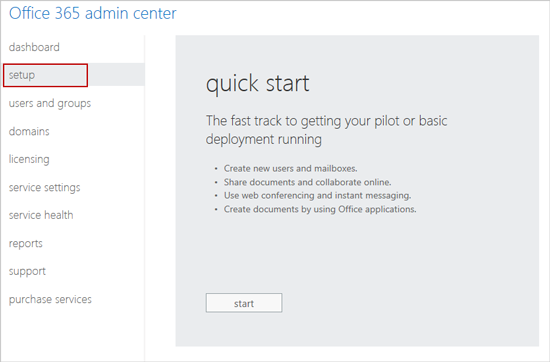 Office 365 admin center
dashboard
setup
users and groups
domains
licensing
service settings
service health
reports
support
purchase services
quick start
The fast track to getting your pilot or basic
deployment running
• Create new users and mailboxes.
• Share documents and collaborate online.
• Use web conferencing and instant messaging.
• Create documents by using Office applications.
start